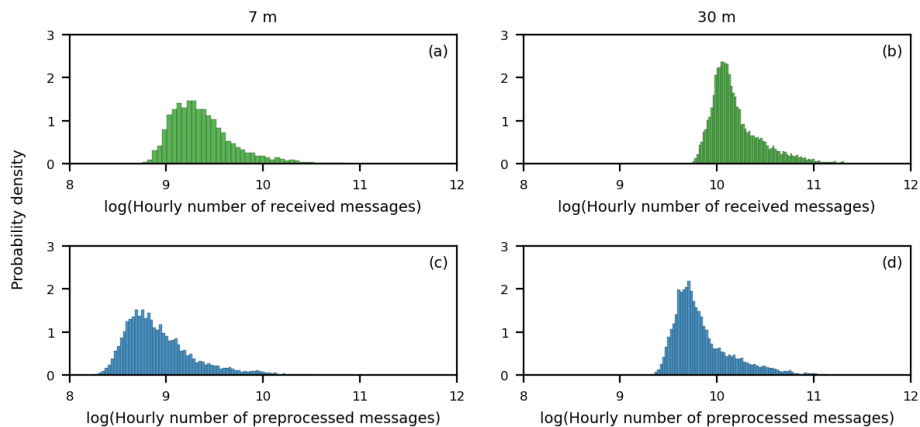 7 m
30 m
Probability density
3
2
1
0
(a)
8 9 10 11 12
log(Hourly number of received messages)
3
2
1
0
(b)
8 9 10 11 12
log(Hourly number of received messages)
3
2
1
0
(c)
8 9 10 11 12
log(Hourly number of preprocessed messages)
3
2
1
0
(d)
8 9 10 11 12
log(Hourly number of preprocessed messages)